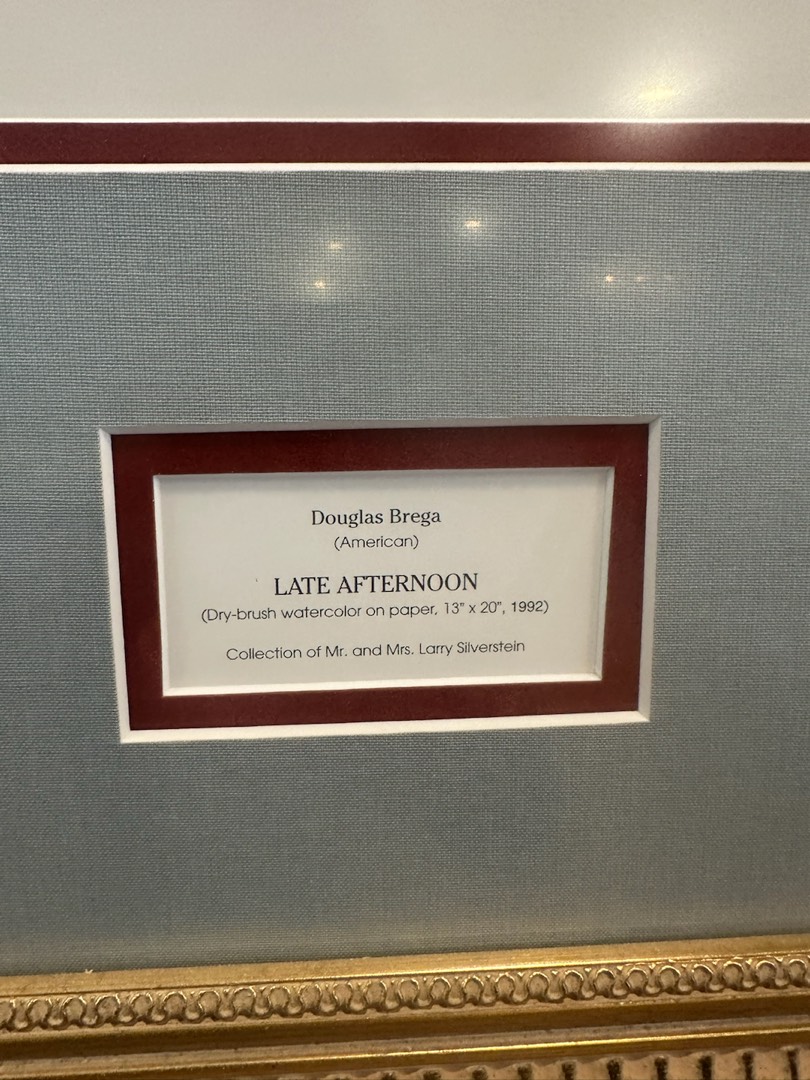 Douglas Brega
(American)
LATE AFTERNOON
(Dry-brush watercolor on paper, 13" x 20", 1992)
Collection of Mr. and Mrs. Larry Silverstein